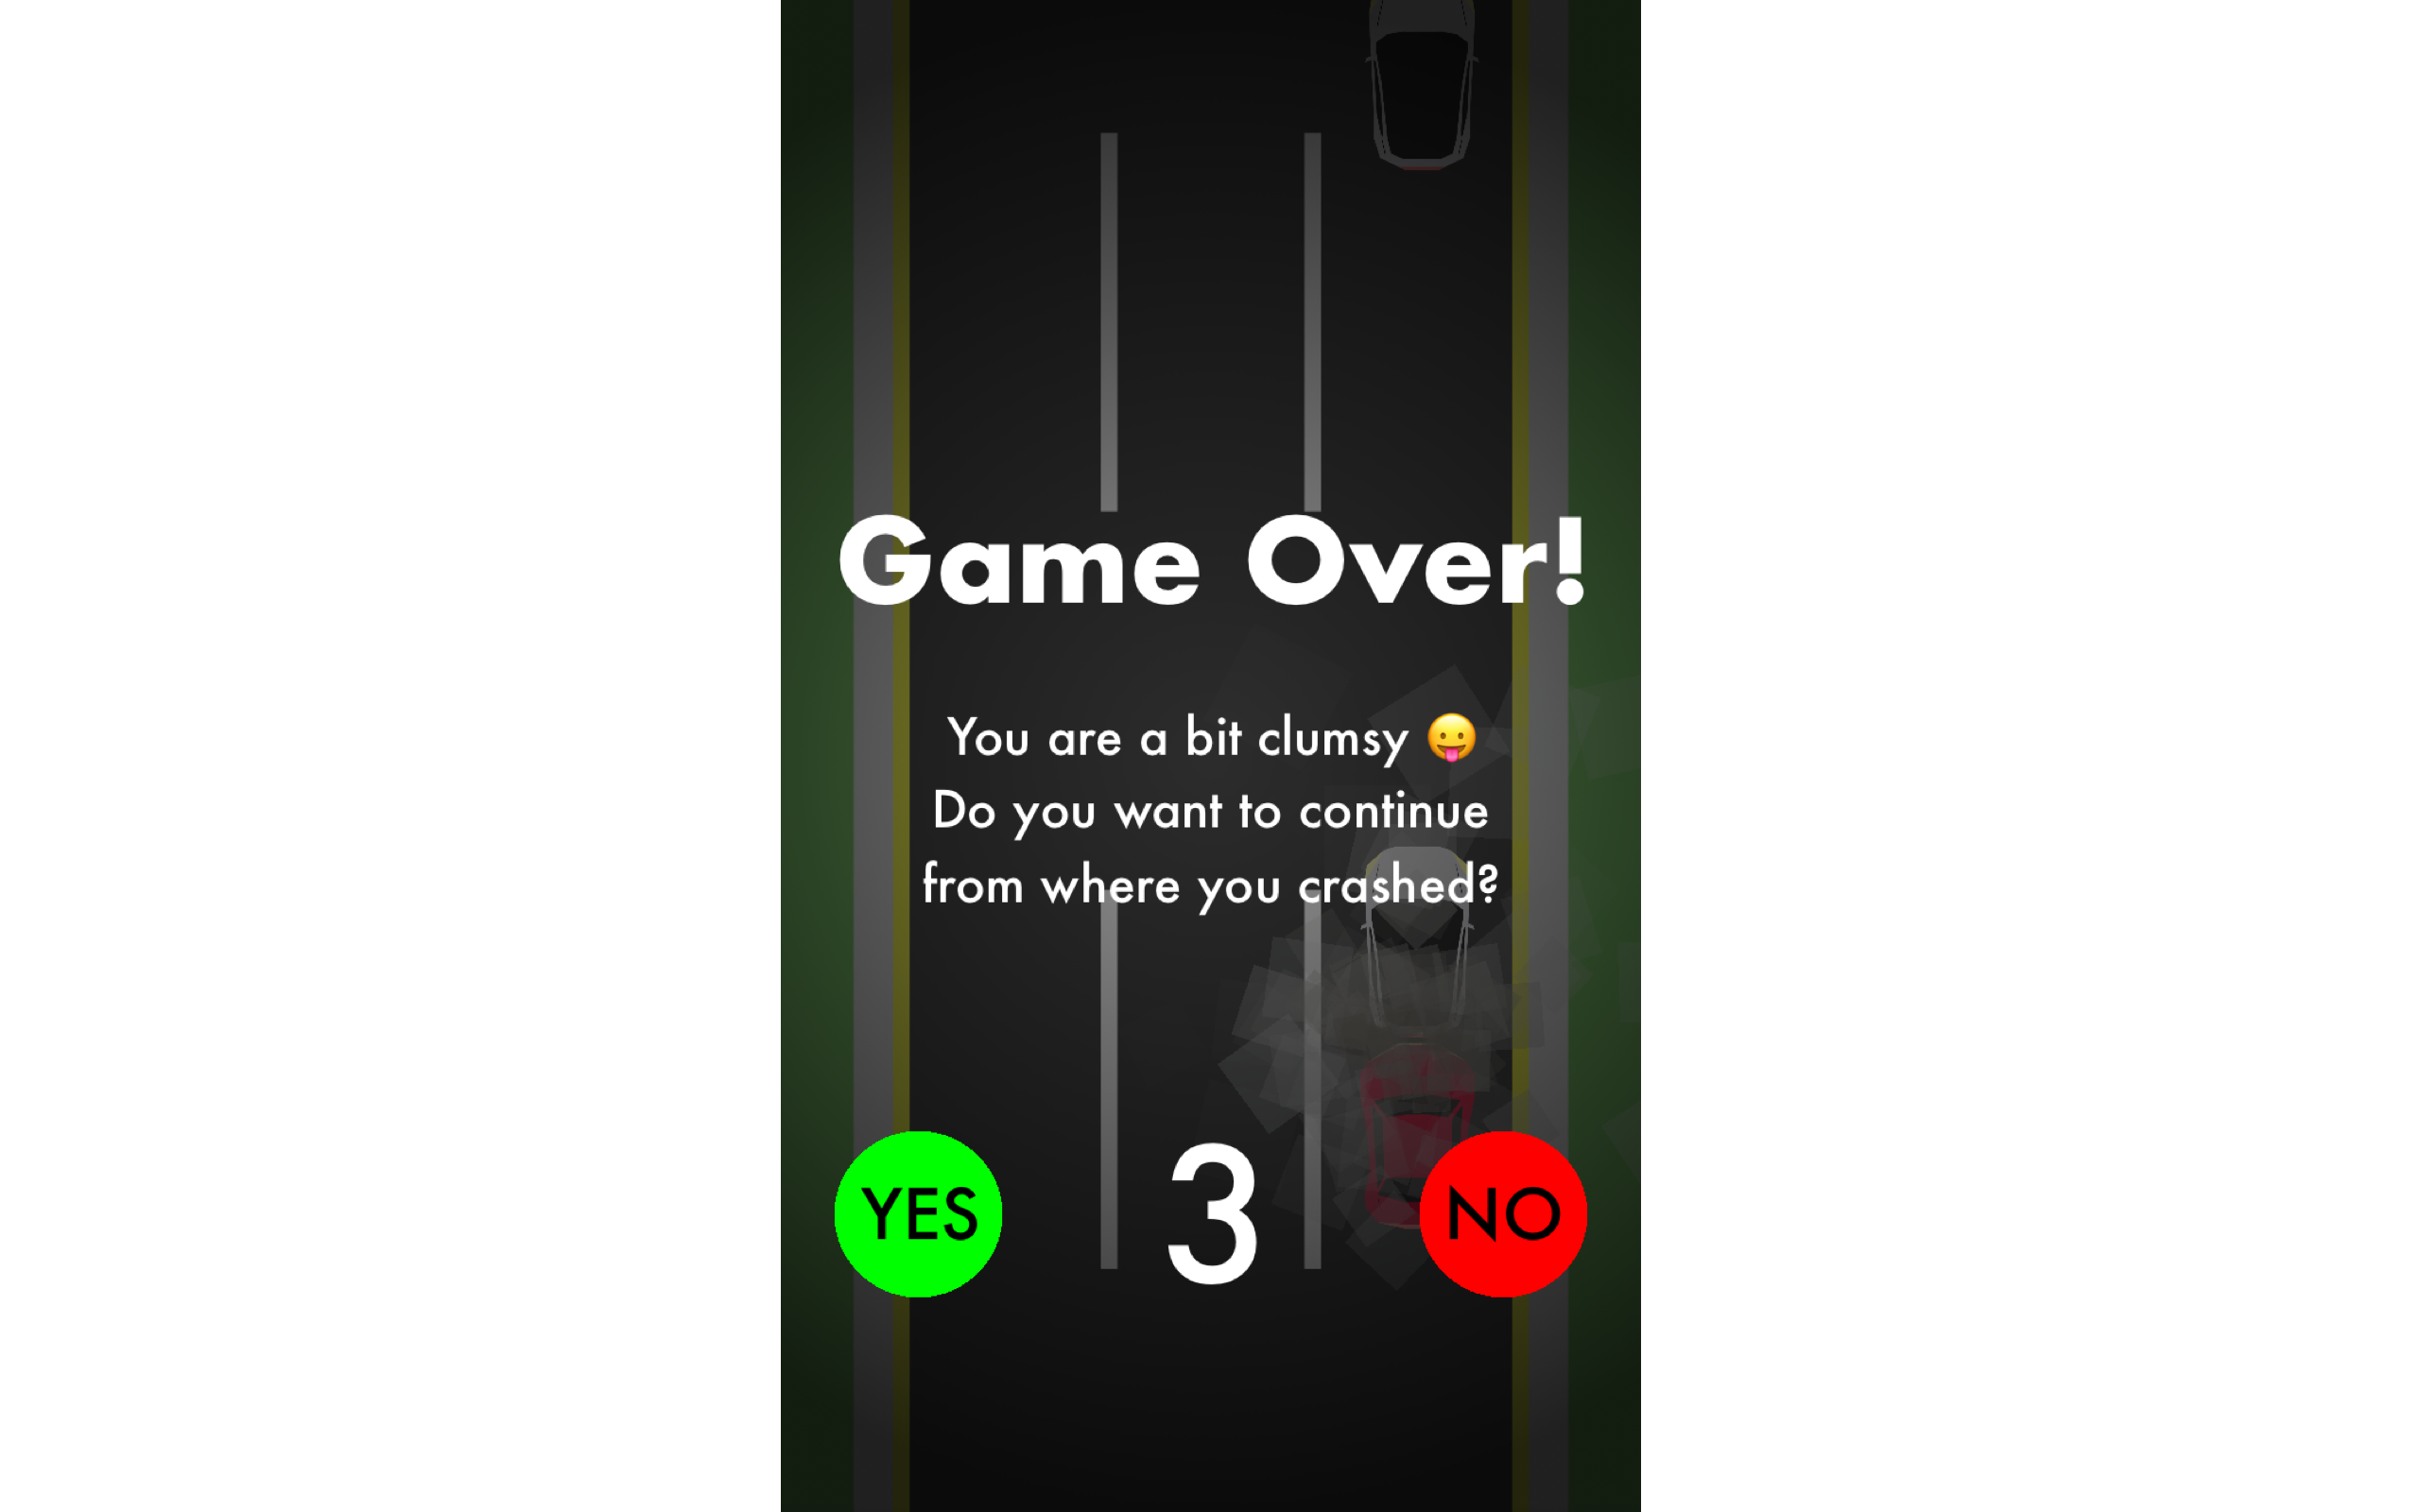 Game Over!
You are a bit clumsy 😛
Do you want to continue
from where you crashed?
YES 3 NO